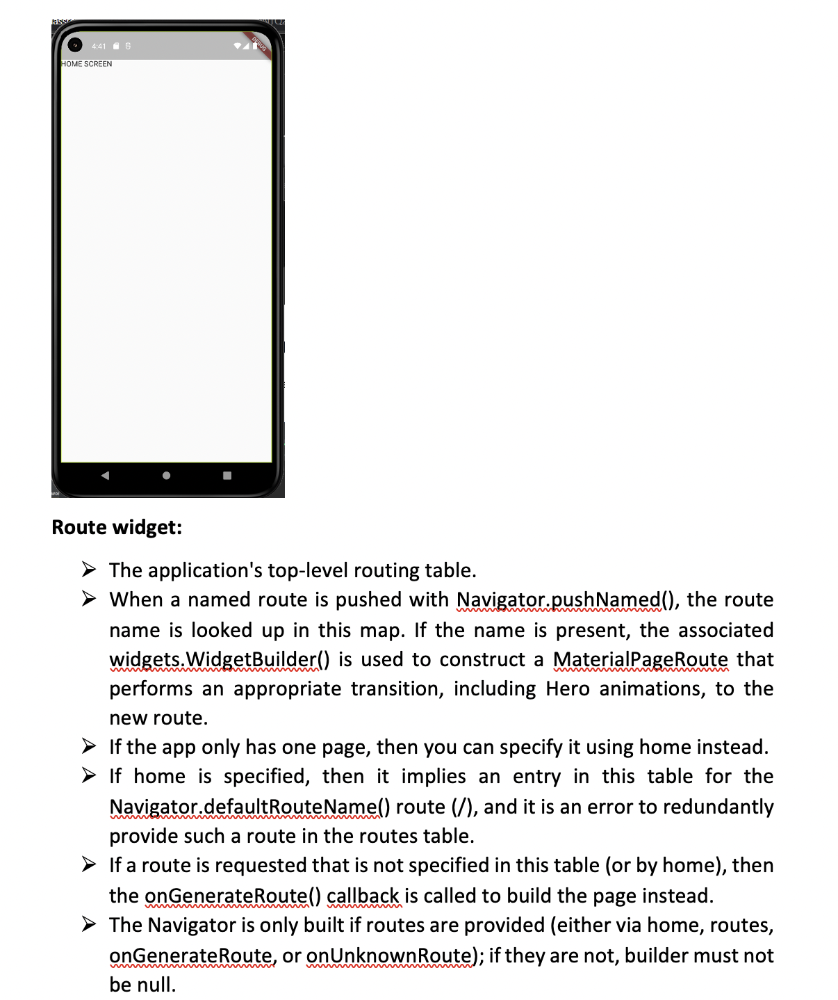 4:41
DEBUG
HOME SCREEN
Route widget:
➢ The application's top-level routing table.
➢ When a named route is pushed with Navigator.pushNamed(), the route
name is looked up in this map. If the name is present, the associated
widgets.WidgetBuilder() is used to construct a MaterialPageRoute that
performs an appropriate transition, including Hero animations, to the
new route.
➢ If the app only has one page, then you can specify it using home instead.
➢ If home is specified, then it implies an entry in this table for the
Navigator.defaultRouteName() route (/), and it is an error to redundantly
provide such a route in the routes table.
➢ If a route is requested that is not specified in this table (or by home), then
the onGenerateRoute() callback is called to build the page instead.
➢ The Navigator is only built if routes are provided (either via home, routes,
onGenerateRoute, or onUnknownRoute); if they are not, builder must not
be null.